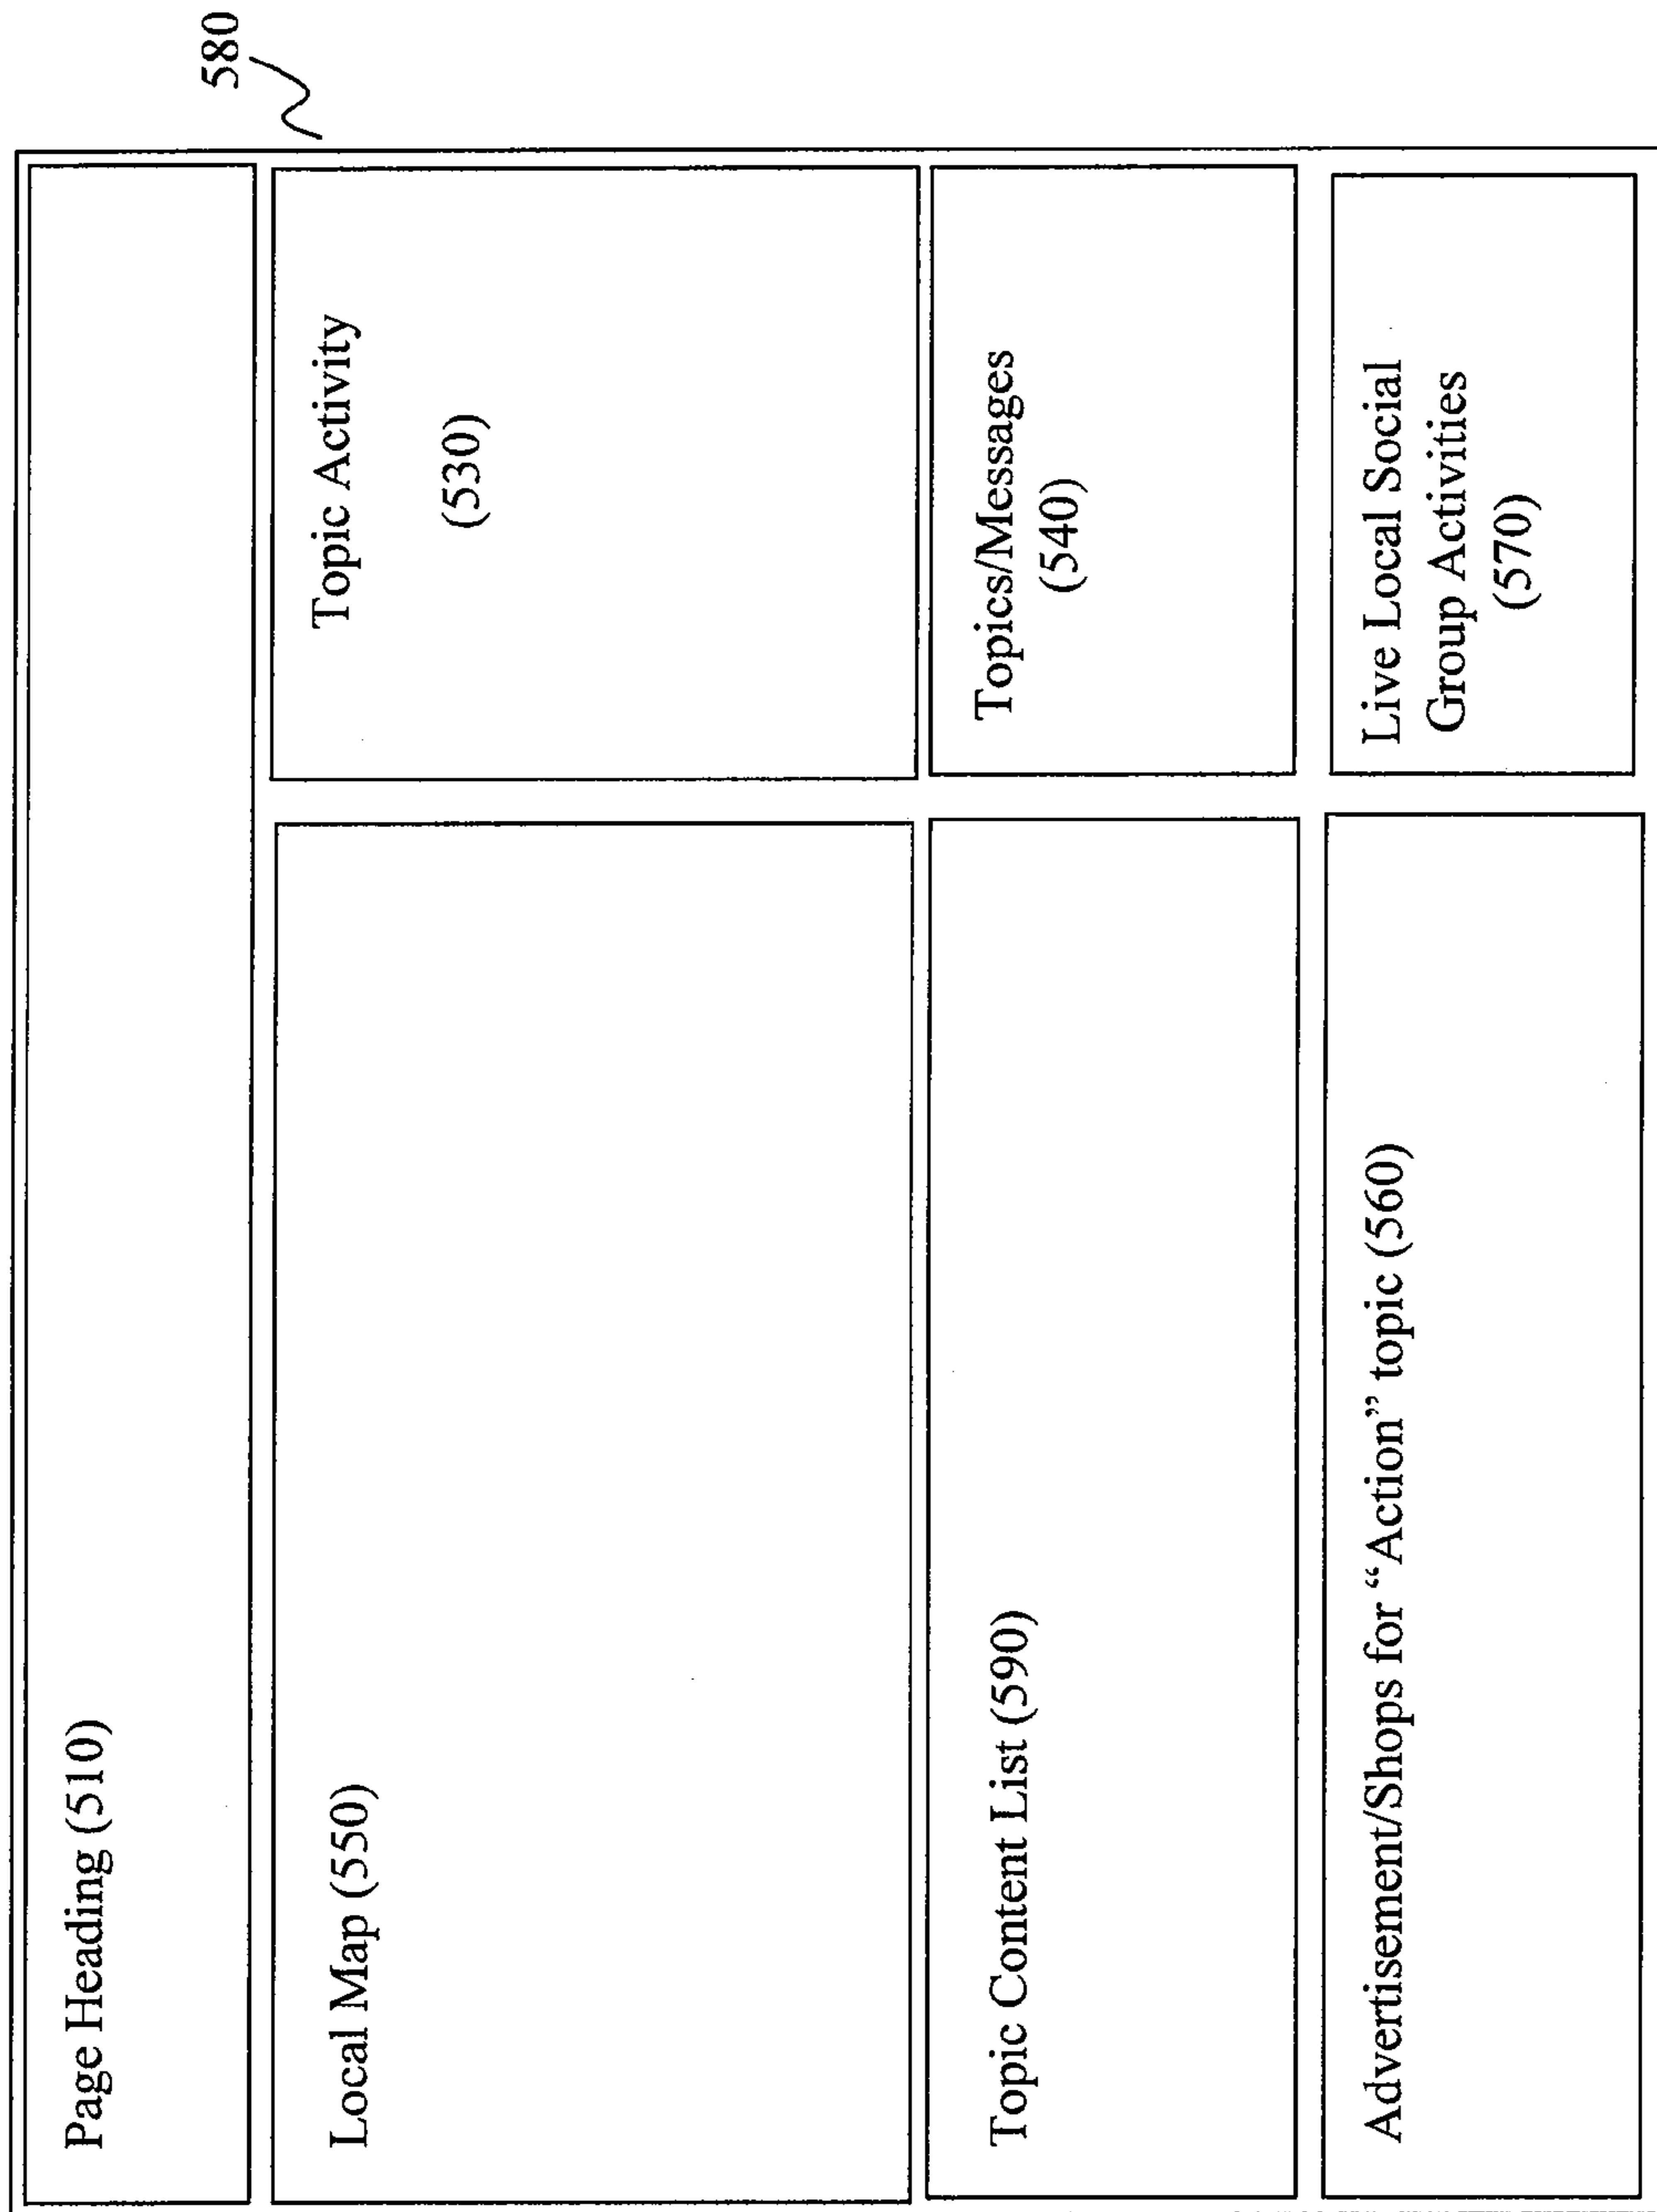 580
Page Heading (510)
Local Map (550)
Topic Activity
(530)
Topic Content List (590)
Topics/Messages
(540)
Advertisement/Shops for “Action” topic (560)
Live Local Social
Group Activities
(570)